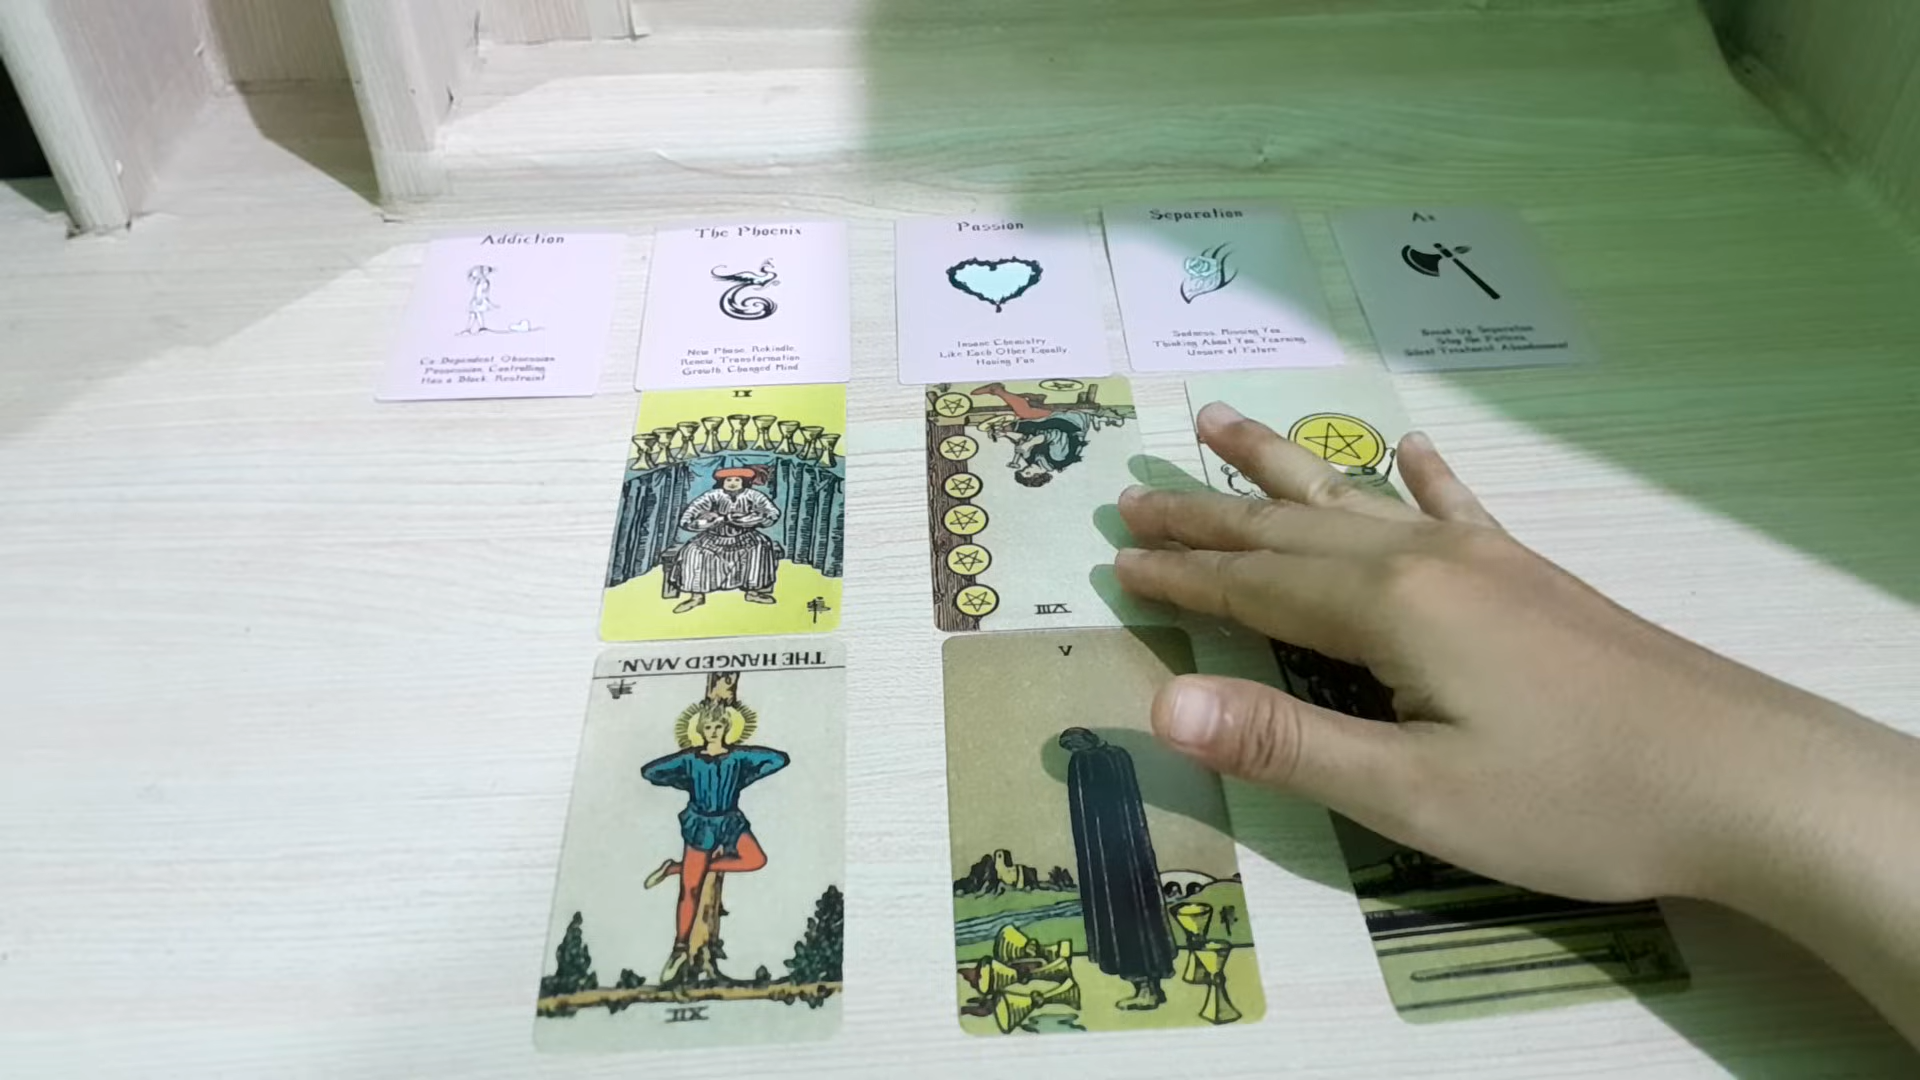 Addiction
Co-Dependent, Obsession
Possession, Controlling,
Has a Block, Restraint
The Phoenix
New Phase, Rekindle,
Renew, Transformation
Growth, Changed Mind
Passion
Insane Chemistry
Like Each Other Equally
Having Fun
Separation
Sadness, Missing You
Thinking About You, Yearning,
Unsure of Future
Ax
Break Up, Separation
Stop the Pattern,
Silent Treatment, Abandonment
IX
VIII
THE HANGED MAN.
XII
V